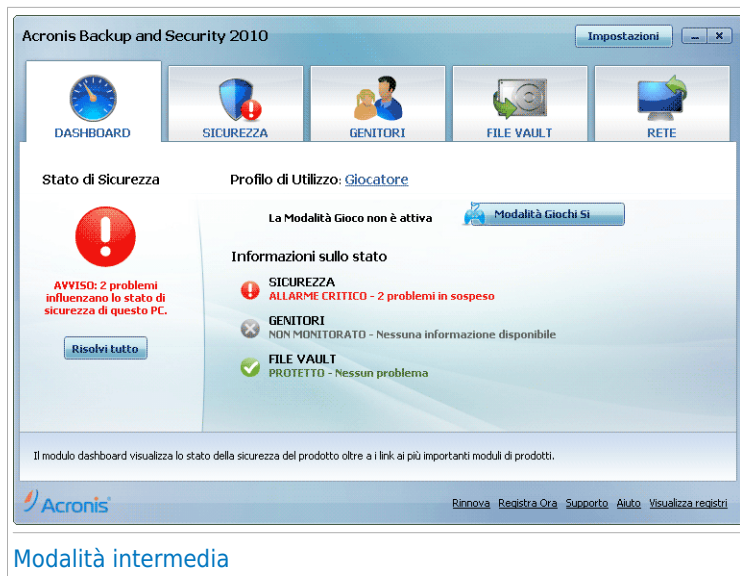 Acronis Backup and Security 2010
Impostazioni
DASHBOARD
SICUREZZA
GENITORI
FILE VAULT
RETE
Stato di Sicurezza
AVVISO: 2 problemi
influenzano lo stato di
sicurezza di questo PC.
Risolvi tutto
Profilo di Utilizzo: Giocatore
La Modalità Gioco non è attiva
Modalità Giochi Si
Informazioni sullo stato
SICUREZZA
ALLARME CRITICO - 2 problemi in sospeso
GENITORI
NON MONITORATO - Nessuna informazione disponibile
FILE VAULT
PROTETTO - Nessun problema
Il modulo dashboard visualizza lo stato della sicurezza del prodotto oltre a i link ai più importanti moduli di prodotti.
Acronis
Rinnova Registra Ora Supporto Aiuto Visualizza registri
Modalità intermedia